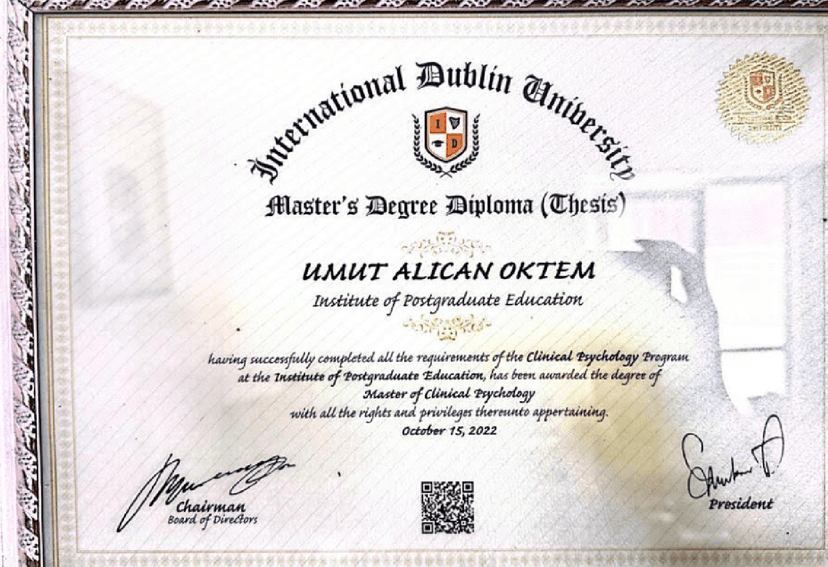 International Dublin University
I
D
UNIVERSITY
Master's Degree Diploma (Thesis)
UMUT ALICAN OKTEM
Institute of Postgraduate Education
having successfully completed all the requirements of the Clinical Psychology Program
at the Institute of Postgraduate Education, has been awarded the degree of
Master of Clinical Psychology
with all the rights and privileges thereunto appertaining.
October 15, 2022
Chairman
Board of Directors
President